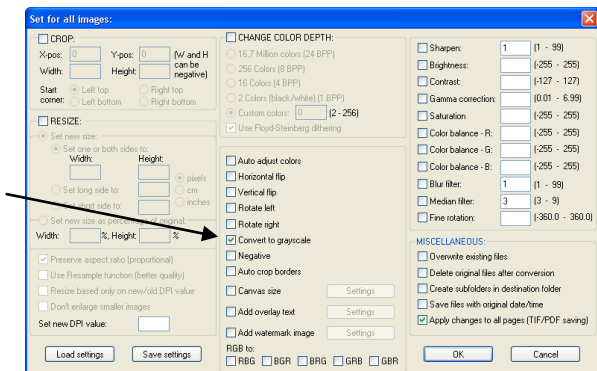 Set for all images:
CROP:
X-pos: 0 Y-pos: 0 (W and H can be negative)
Width: Height:
Start corner: Left top Right top
Left bottom Right bottom
RESIZE:
Set new size:
Set one or both sides to:
Width: Height:
pixels
cm
inches
Set long side to:
Set short side to:
Set new size as percentage of original:
Width: %, Height: %
Preserve aspect ratio (proportional)
Use Resample function (better quality)
Resize based only on new/old DPI value
Don't enlarge smaller images
Set new DPI value:
Load settings Save settings
CHANGE COLOR DEPTH:
16,7 Million colors (24 BPP)
256 Colors (8 BPP)
16 Colors (4 BPP)
2 Colors (black/white) (1 BPP)
Custom colors: 0 (2 - 256)
Use Floyd-Steinberg dithering
Auto adjust colors
Horizontal flip
Vertical flip
Rotate left
Rotate right
Convert to grayscale
Negative
Auto crop borders
Canvas size Settings
Add overlay text Settings
Add watermark image Settings
RGB to:
RBG BGR BRG GRB GBR
Sharpen: 1 (1 - 99)
Brightness: (-255 - 255)
Contrast: (-127 - 127)
Gamma correction: (0.01 - 6.99)
Saturation (-255 - 255)
Color balance - R: (-255 - 255)
Color balance - G: (-255 - 255)
Color balance - B: (-255 - 255)
Blur filter: 1 (1 - 99)
Median filter: 3 (3 - 9)
Fine rotation: (-360.0 - 360.0)
MISCELLANEOUS:
Overwrite existing files
Delete original files after conversion
Create subfolders in destination folder
Save files with original date/time
Apply changes to all pages (TIF/PDF saving)
OK Cancel